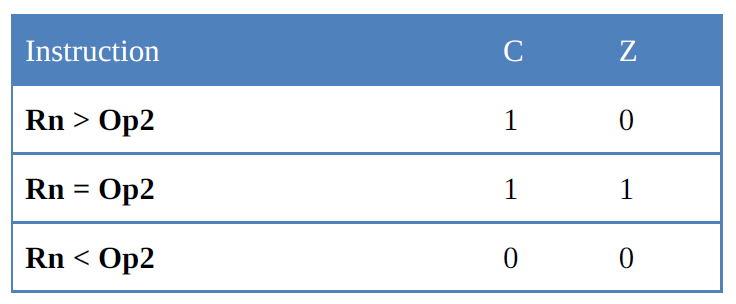 Instruction C Z
Rn > Op2 1 0
Rn = Op2 1 1
Rn < Op2 0 0